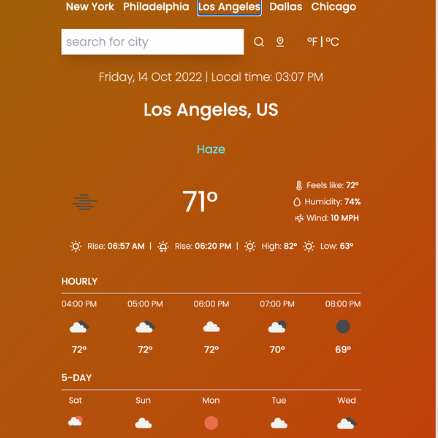 New York Philadelphia Los Angeles Dallas Chicago
search for city °F | °C
Friday, 14 Oct 2022 | Local time: 03:07 PM
Los Angeles, US
Haze
71°
Feels like: 72°
Humidity: 74%
Wind: 10 MPH
Rise: 06:57 AM | Rise: 06:20 PM | High: 82° Low: 63°
HOURLY
04:00 PM 05:00 PM 06:00 PM 07:00 PM 08:00 PM
72° 72° 72° 70° 69°
5-DAY
Sat Sun Mon Tue Wed